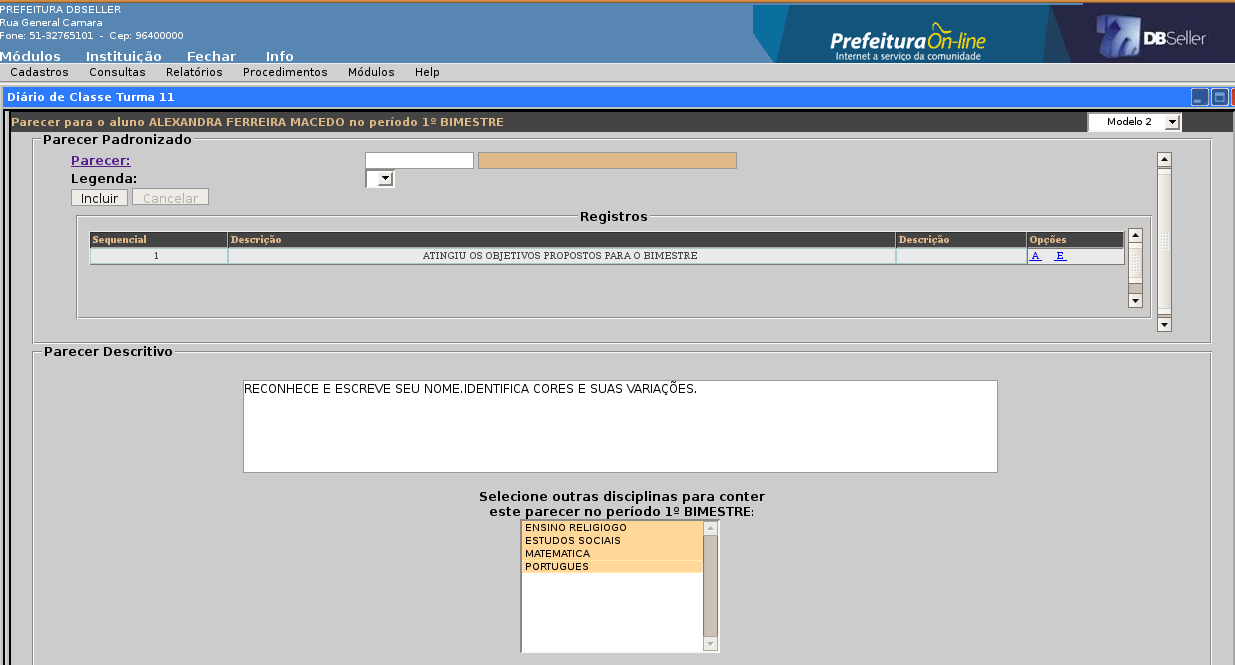 PREFEITURA DBSELLER
Rua General Camara
Fone: 51-32765101 - Cep: 96400000
PrefeituraOn-line
Internet a serviço da comunidade
DBSeller
Módulos Instituição Fechar Info
Cadastros Consultas Relatórios Procedimentos Módulos Help
Diário de Classe Turma 11
Parecer para o aluno ALEXANDRA FERREIRA MACEDO no período 1º BIMESTRE
Modelo 2
Parecer Padronizado
Parecer:
Legenda:
Incluir Cancelar
Registros
Sequencial Descrição Descrição Opções
1 ATINGIU OS OBJETIVOS PROPOSTOS PARA O BIMESTRE A E
Parecer Descritivo
RECONHECE E ESCREVE SEU NOME.IDENTIFICA CORES E SUAS VARIAÇÕES.
Selecione outras disciplinas para conter
este parecer no período 1º BIMESTRE:
ENSINO RELIGIOGO
ESTUDOS SOCIAIS
MATEMATICA
PORTUGUES